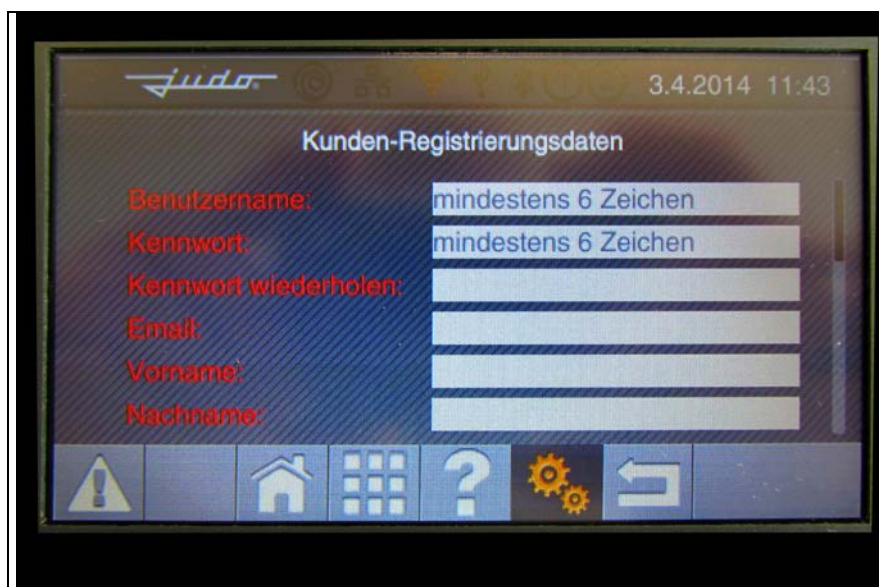 judo
3.4.2014 11:43
Kunden-Registrierungsdaten
Benutzername: mindestens 6 Zeichen
Kennwort: mindestens 6 Zeichen
Kennwort wiederholen:
Email:
Vorname:
Nachname: